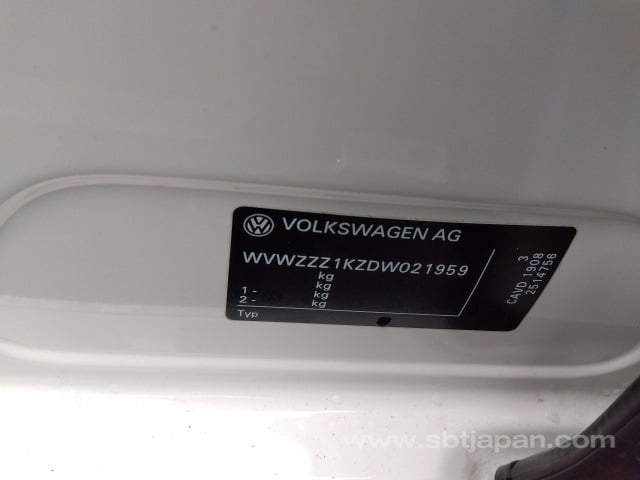 VOLKSWAGEN AG
WVWZZZ1KZDW021959
kg
kg
1 - kg
2 - kg
Typ
3
CAVD 1908
2514756
www.sbtjapan.com